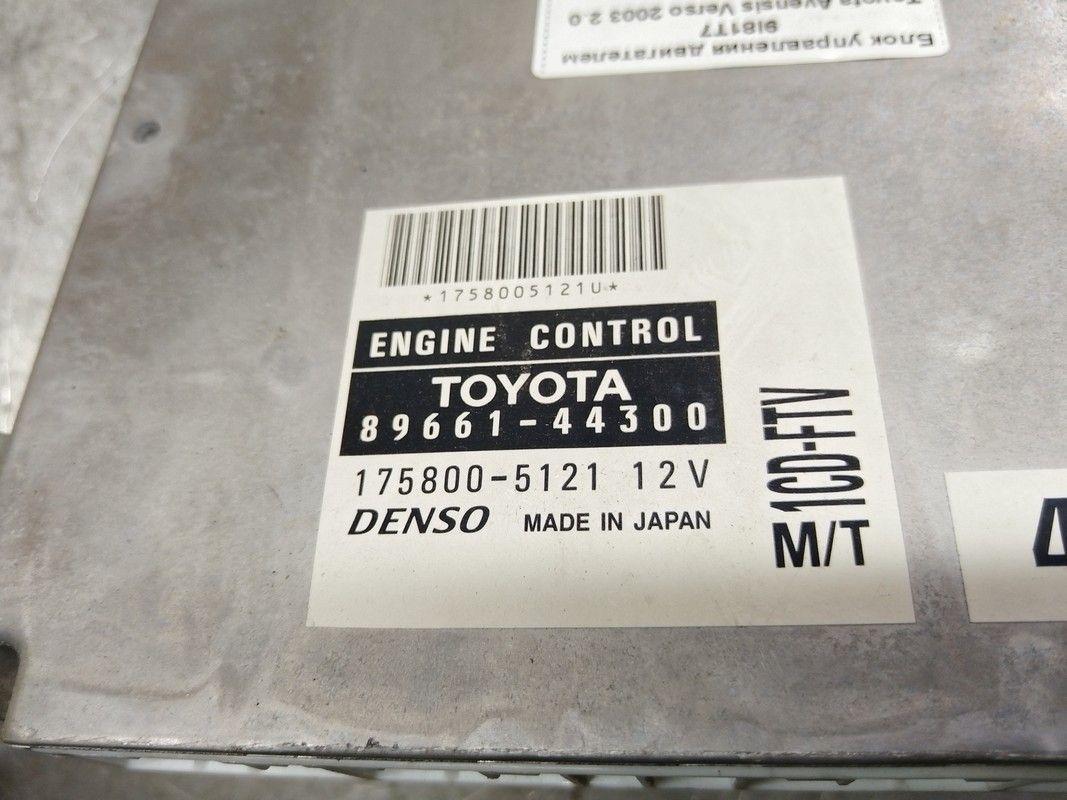 Блок управления двигателем
9I81T7
Toyota Avensis Verso 2003 2.0
*1758005121U*
ENGINE CONTROL
TOYOTA
89661-44300
175800-5121 12V
DENSO MADE IN JAPAN
1CD-FTV
M/T